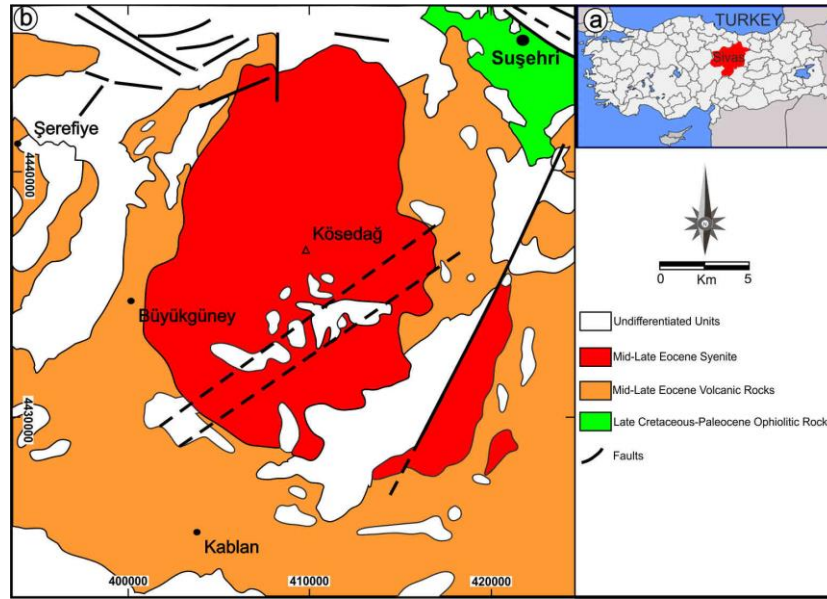 b
a
TURKEY
Sivas
Suşehri
Şerefiye
4440000
Kösedağ
Büyükgüney
4430000
Kablan
400000
410000
420000
0 5
Km
Undifferentiated Units
Mid-Late Eocene Syenite
Mid-Late Eocene Volcanic Rocks
Late Cretaceous-Paleocene Ophiolitic Rock
Faults